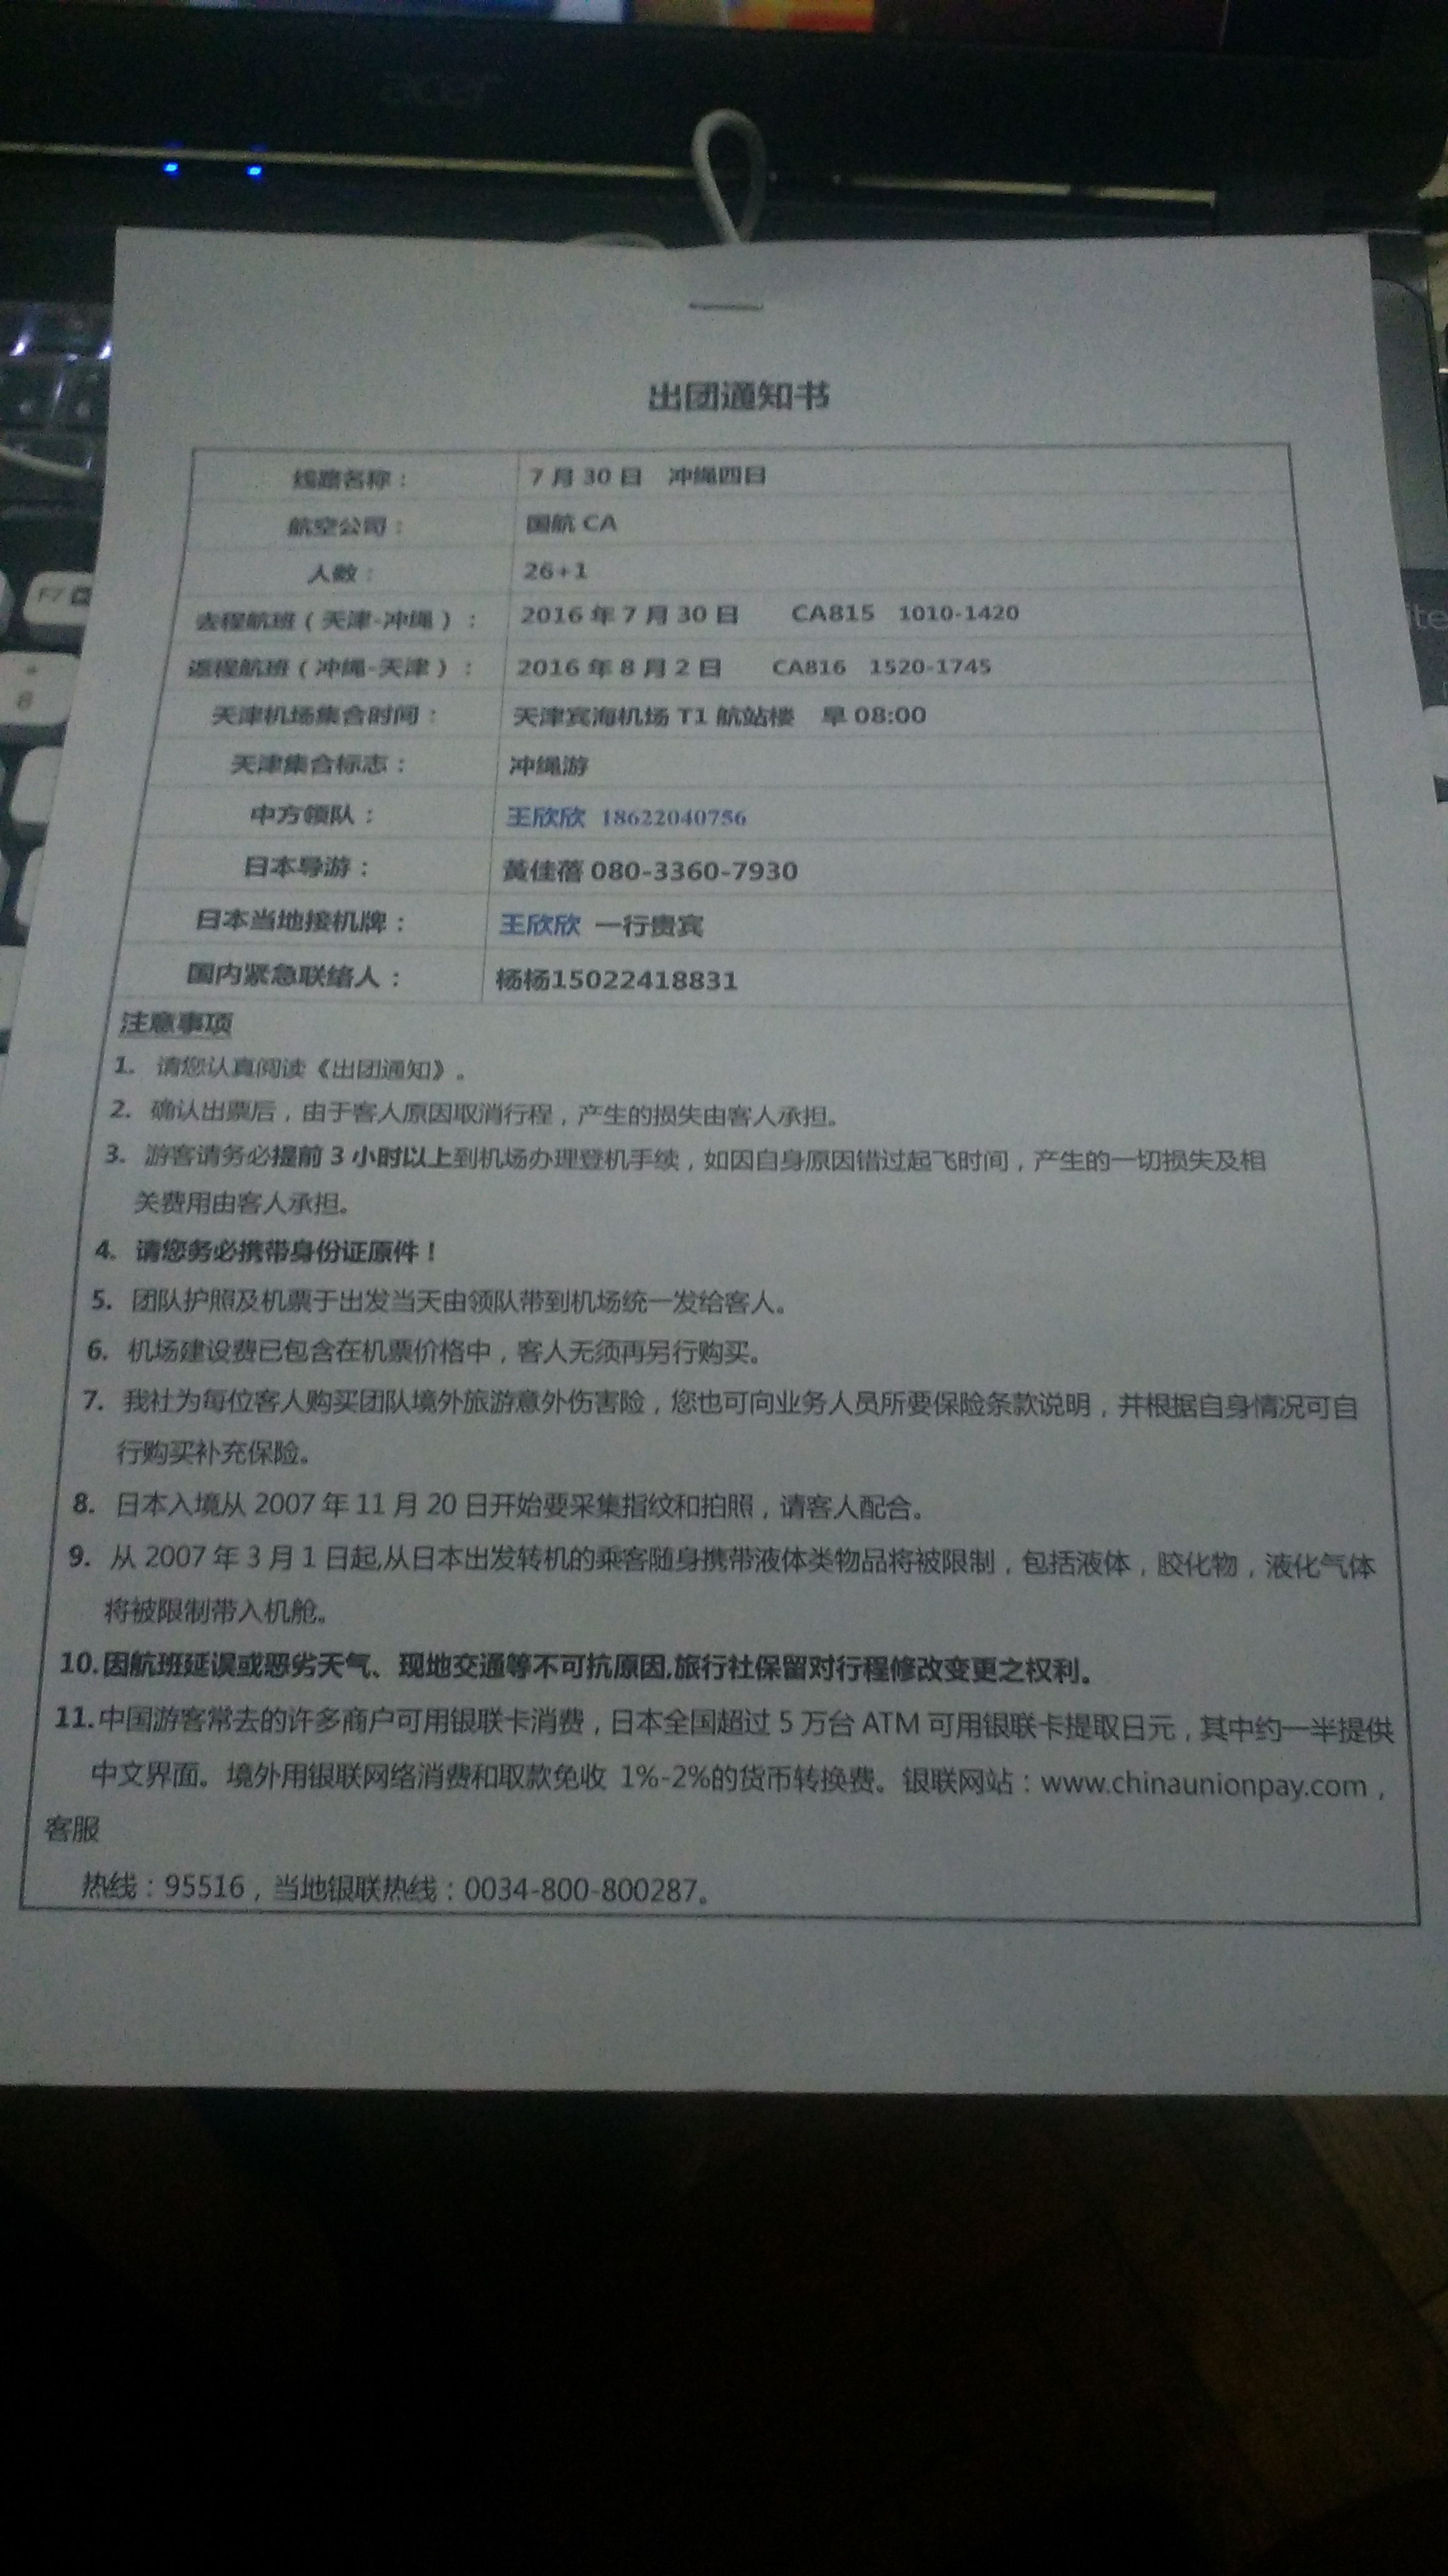 acer
出团通知书
线路名称： 7 月 30 日 冲绳四日
航空公司： 国航 CA
人数： 26+1
去程航班（天津-冲绳）： 2016 年 7 月 30 日 CA815 1010-1420
返程航班（冲绳-天津）： 2016 年 8 月 2 日 CA816 1520-1745
天津机场集合时间： 天津宾海机场 T1 航站楼 早 08:00
天津集合标志： 冲绳游
中方领队： 王欣欣 18622040756
日本导游： 黄佳蓓 080-3360-7930
日本当地接机牌： 王欣欣 一行贵宾
国内紧急联络人： 杨杨15022418831
注意事项
1. 请您认真阅读《出团通知》。
2. 确认出票后，由于客人原因取消行程，产生的损失由客人承担。
3. 游客请务必提前 3 小时以上到机场办理登机手续，如因自身原因错过起飞时间，产生的一切损失及相
关费用由客人承担。
4. 请您务必携带身份证原件！
5. 团队护照及机票于出发当天由领队带到机场统一发给客人。
6. 机场建设费已包含在机票价格中，客人无须再另行购买。
7. 我社为每位客人购买团队境外旅游意外伤害险，您也可向业务人员所要保险条款说明，并根据自身情况可自
行购买补充保险。
8. 日本入境从 2007 年 11 月 20 日开始要采集指纹和拍照，请客人配合。
9. 从 2007 年 3 月 1 日起,从日本出发转机的乘客随身携带液体类物品将被限制，包括液体，胶化物，液化气体
将被限制带入机舱。
10. 因航班延误或恶劣天气、现地交通等不可抗原因,旅行社保留对行程修改变更之权利。
11. 中国游客常去的许多商户可用银联卡消费，日本全国超过 5 万台 ATM 可用银联卡提取日元，其中约一半提供
中文界面。境外用银联网络消费和取款免收 1%-2%的货币转换费。银联网站：www.chinaunionpay.com，
客服
热线：95516，当地银联热线：0034-800-800287。
F7
*
8